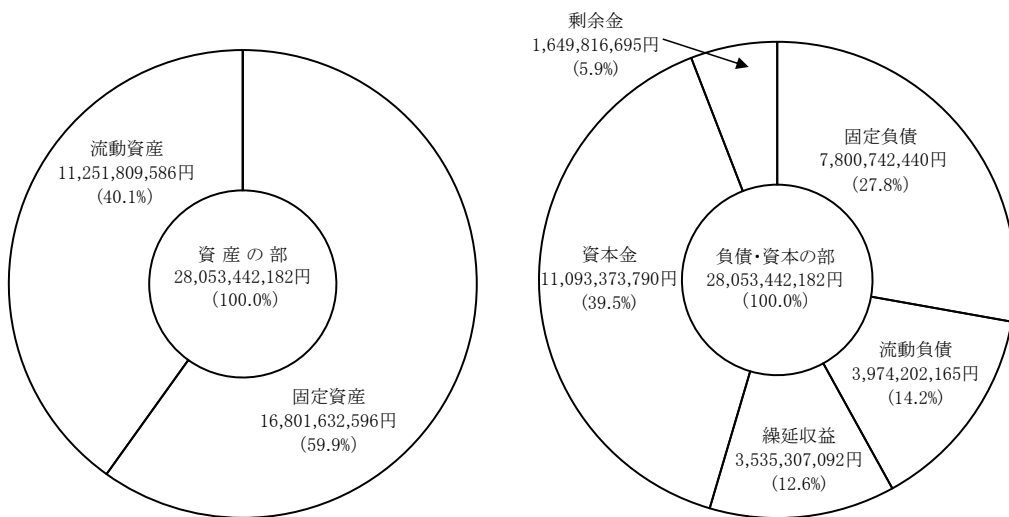 流動資産
11,251,809,586円
(40.1%)
資産の部
28,053,442,182円
(100.0%)
固定資産
16,801,632,596円
(59.9%)
剰余金
1,649,816,695円
(5.9%)
固定負債
7,800,742,440円
(27.8%)
資本金
11,093,373,790円
(39.5%)
負債・資本の部
28,053,442,182円
(100.0%)
流動負債
3,974,202,165円
(14.2%)
繰延収益
3,535,307,092円
(12.6%)